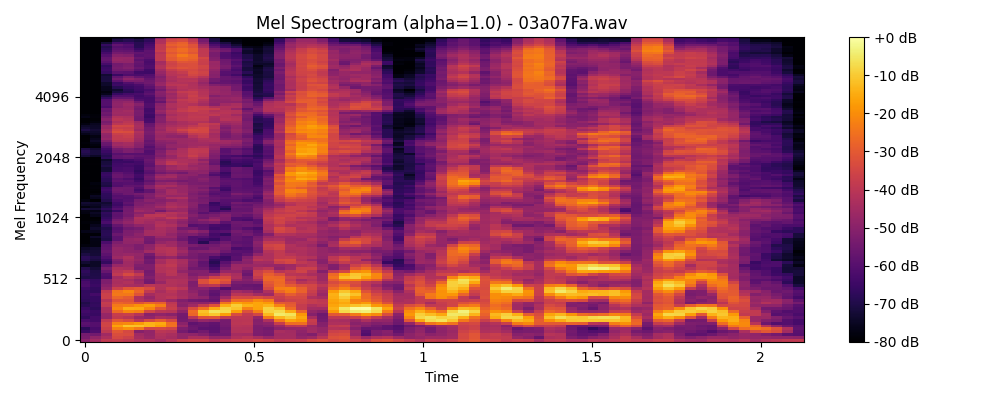 Mel Spectrogram (alpha=1.0) - 03a07Fa.wav
Mel Frequency
4096
2048
1024
512
0
0
0.5
1
1.5
2
Time
+0 dB
-10 dB
-20 dB
-30 dB
-40 dB
-50 dB
-60 dB
-70 dB
-80 dB